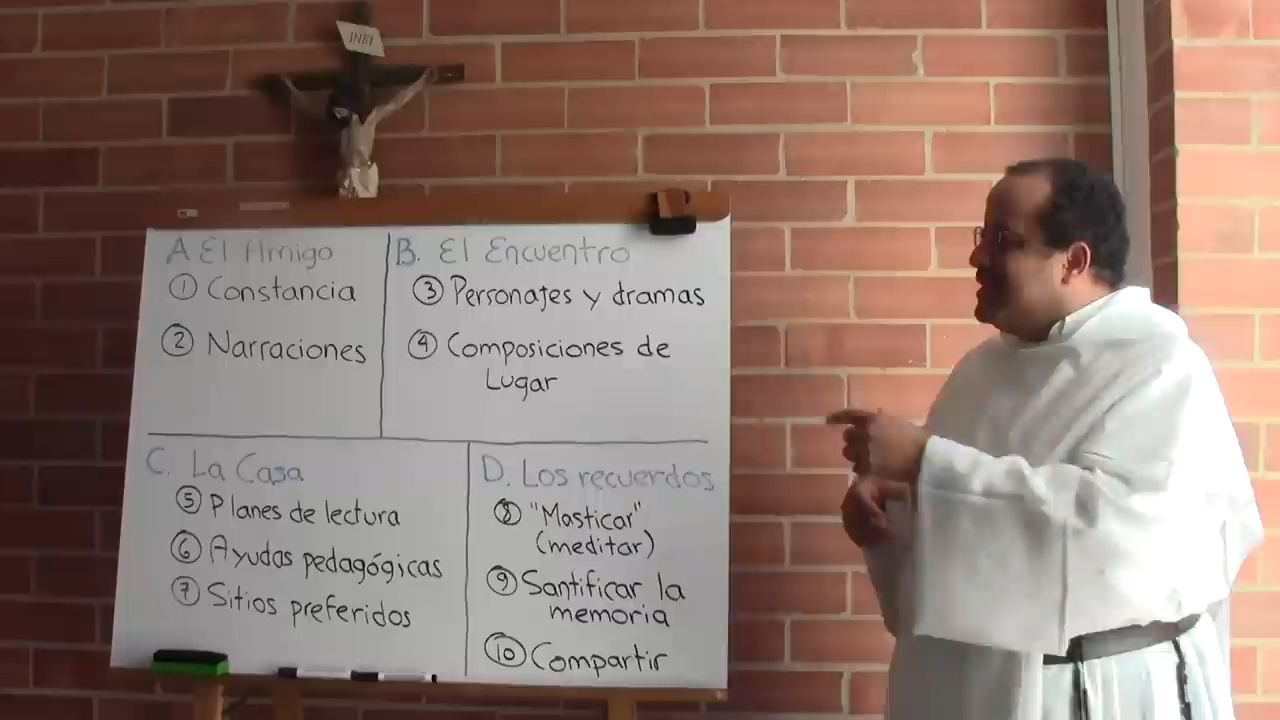 INRI
A El Amigo
① Constancia
② Narraciones
B. El Encuentro
③ Personajes y dramas
④ Composiciones de
Lugar
C. La Casa
⑤ Planes de lectura
⑥ Ayudas pedagógicas
⑦ Sitios preferidos
D. Los recuerdos
⑧ "Masticar"
(meditar)
⑨ Santificar la
memoria
⑩ Compartir